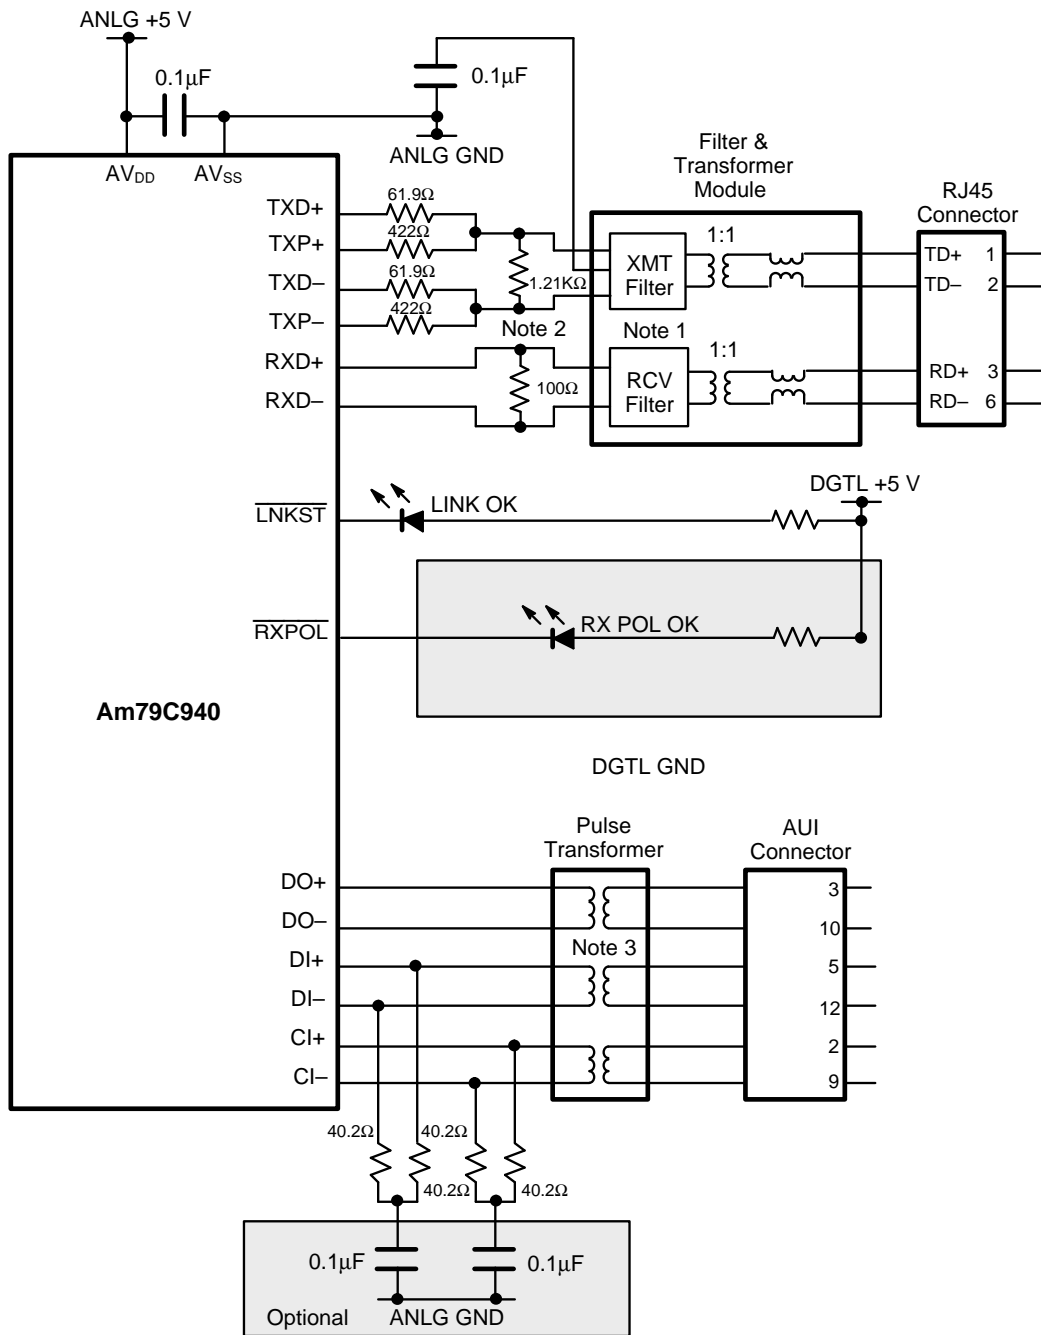 ANLG +5 V
0.1µF
0.1µF
ANLG GND
AVDD
AVSS
Filter &
Transformer
Module
RJ45
Connector
TXD+
61.9Ω
TXP+
422Ω
TXD–
61.9Ω
TXP–
422Ω
1.21KΩ
XMT
Filter
1:1
TD+
1
TD–
2
Note 2
Note 1
RXD+
RXD–
100Ω
RCV
Filter
1:1
RD+
3
RD–
6
DGTL +5 V
LNKST
LINK OK
RXPOL
RX POL OK
Am79C940
DGTL GND
Pulse
Transformer
AUI
Connector
DO+
3
DO–
10
Note 3
DI+
5
DI–
12
CI+
2
CI–
9
40.2Ω
40.2Ω
40.2Ω
40.2Ω
0.1µF
0.1µF
Optional
ANLG GND